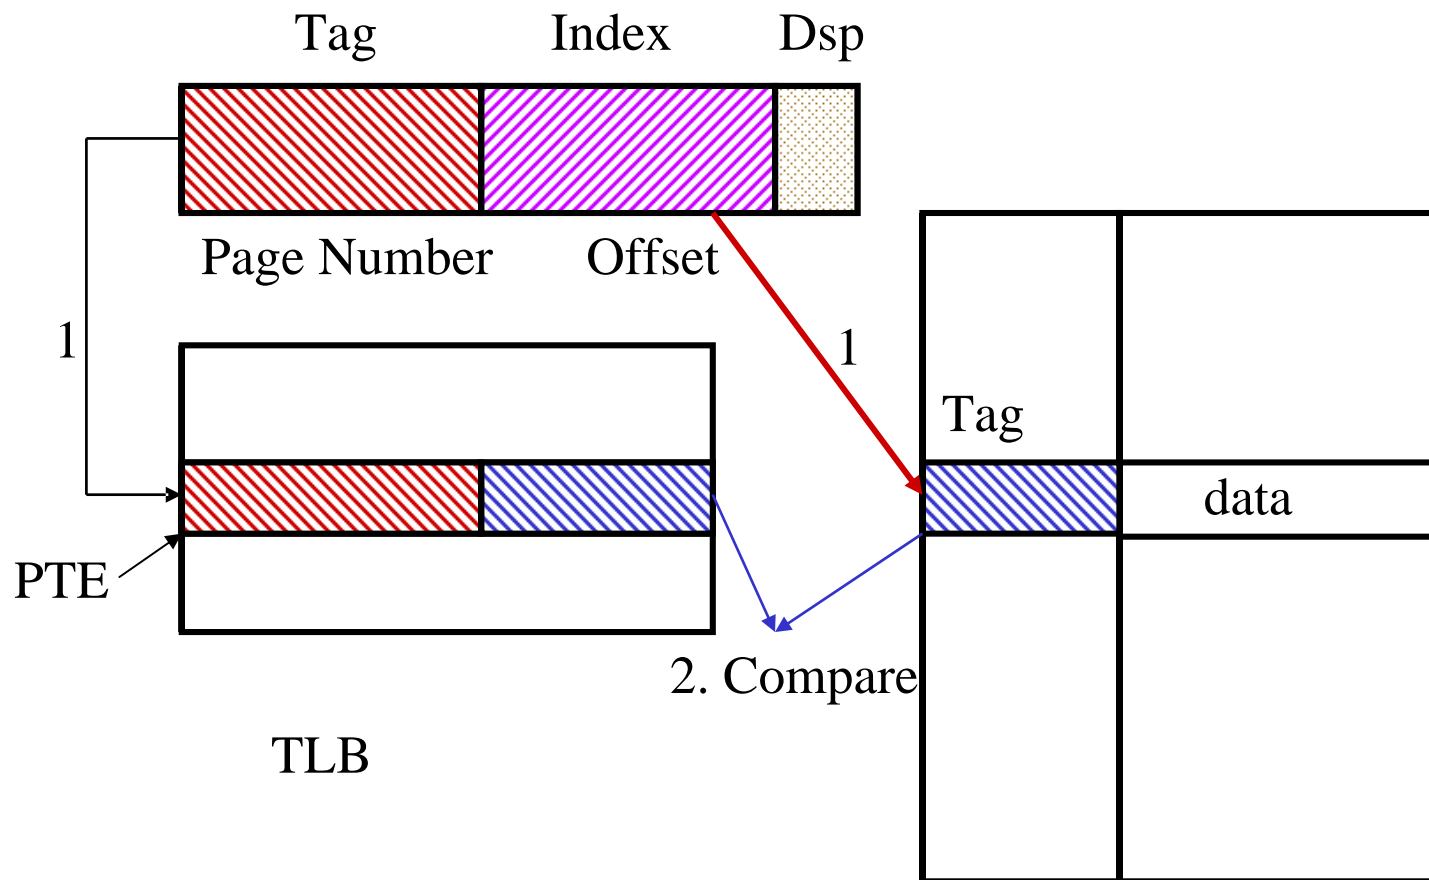 Tag Index Dsp
Page Number Offset
1
1
Tag
data
PTE
2. Compare
TLB